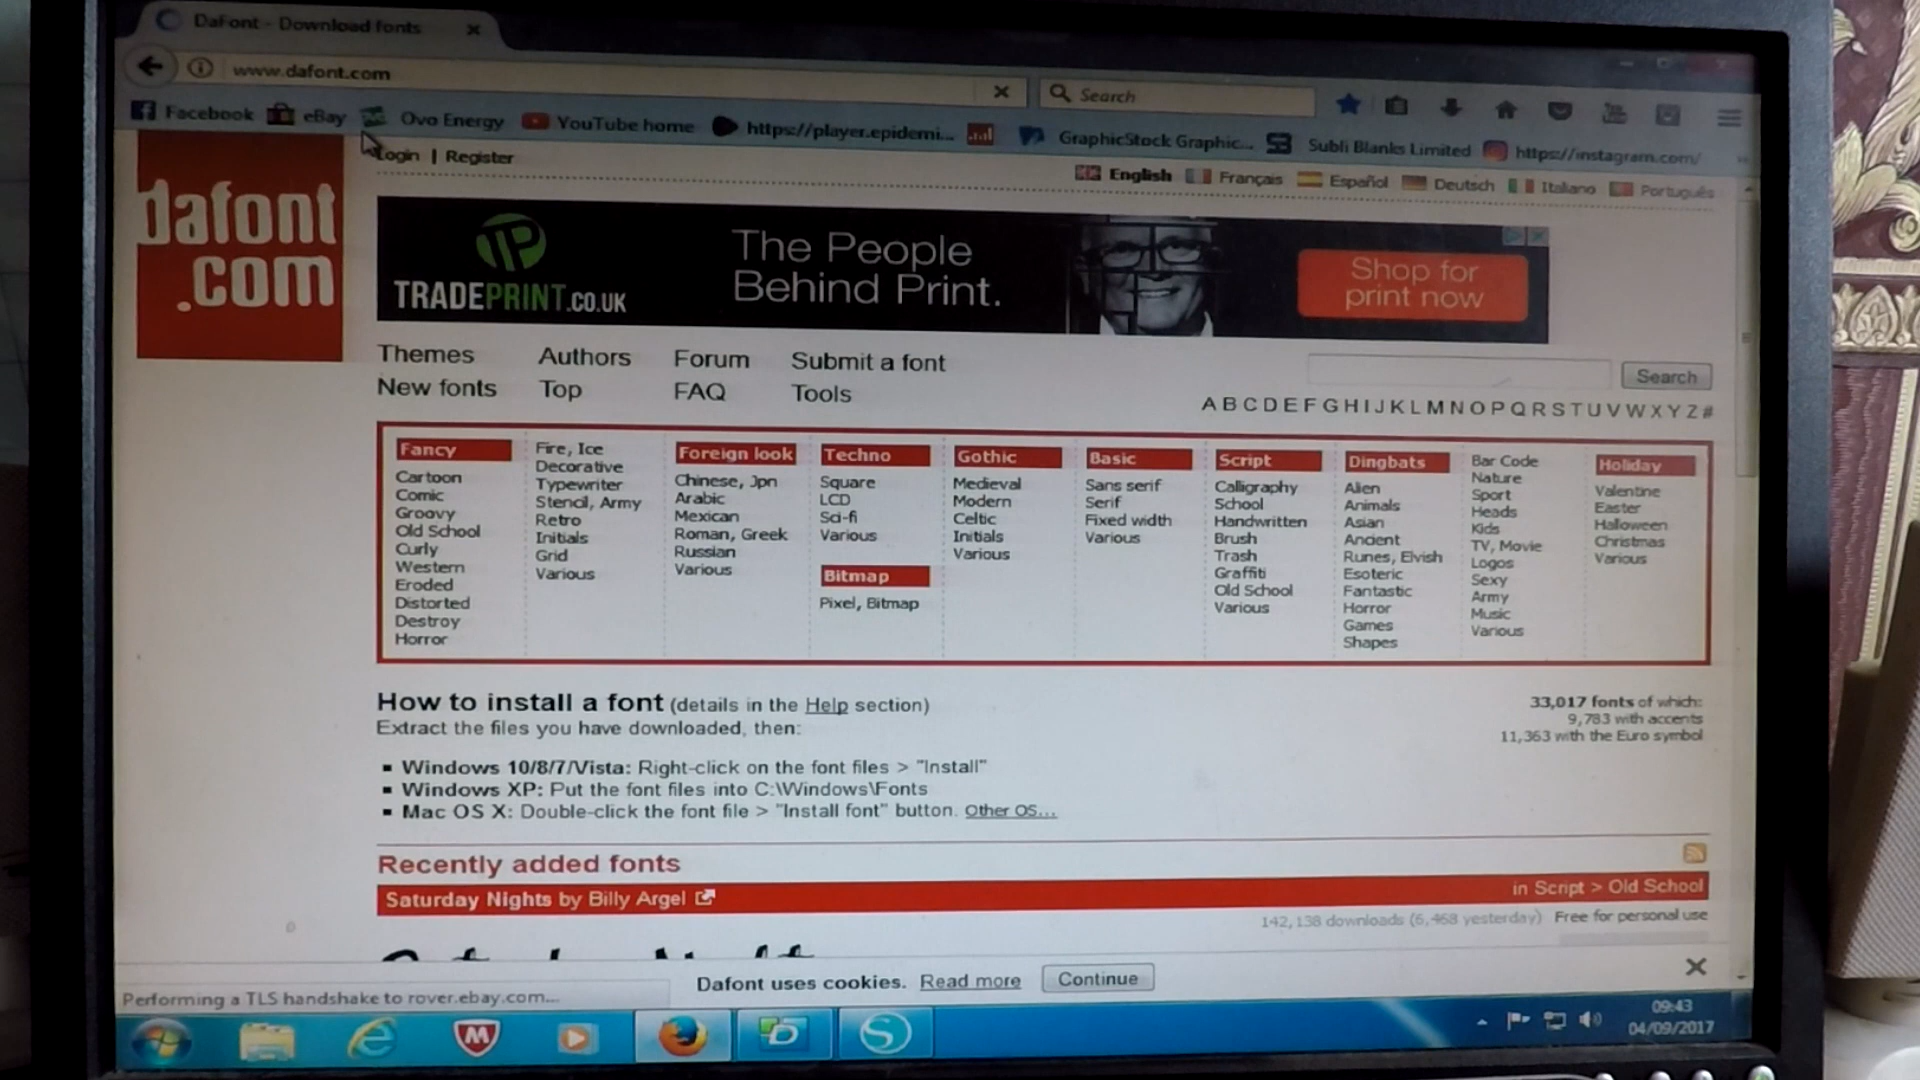 DaFont - Download fonts
www.dafont.com
Search
Facebook eBay Ovo Energy YouTube home https://player.epidemi... GraphicStock Graphic... Subli Blanks Limited https://instagram.com/
Login | Register
English Français Español Deutsch Italiano Português
dafont
.com
TRADEPRINT.CO.UK
The People
Behind Print.
Shop for
print now
Themes Authors Forum Submit a font
New fonts Top FAQ Tools
Search
A B C D E F G H I J K L M N O P Q R S T U V W X Y Z #
Fancy
Cartoon
Comic
Groovy
Old School
Curly
Western
Eroded
Distorted
Destroy
Horror
Fire, Ice
Decorative
Typewriter
Stencil, Army
Retro
Initials
Grid
Various
Foreign look
Chinese, Jpn
Arabic
Mexican
Roman, Greek
Russian
Various
Techno
Square
LCD
Sci-fi
Various
Bitmap
Pixel, Bitmap
Gothic
Medieval
Modern
Celtic
Initials
Various
Basic
Sans serif
Serif
Fixed width
Various
Script
Calligraphy
School
Handwritten
Brush
Trash
Graffiti
Old School
Various
Dingbats
Alien
Animals
Asian
Ancient
Runes, Elvish
Esoteric
Fantastic
Horror
Games
Shapes
Bar Code
Nature
Sport
Heads
Kids
TV, Movie
Logos
Sexy
Army
Music
Various
Holiday
Valentine
Easter
Halloween
Christmas
Various
How to install a font (details in the Help section)
Extract the files you have downloaded, then:
Windows 10/8/7/Vista: Right-click on the font files > "Install"
Windows XP: Put the font files into C:\Windows\Fonts
Mac OS X: Double-click the font file > "Install font" button. Other OS...
33,017 fonts of which:
9,783 with accents
11,363 with the Euro symbol
Recently added fonts
Saturday Nights by Billy Argel
in Script > Old School
142,138 downloads (6,468 yesterday) Free for personal use
Dafont uses cookies. Read more Continue
Performing a TLS handshake to rover.ebay.com...
09:43
04/09/2017